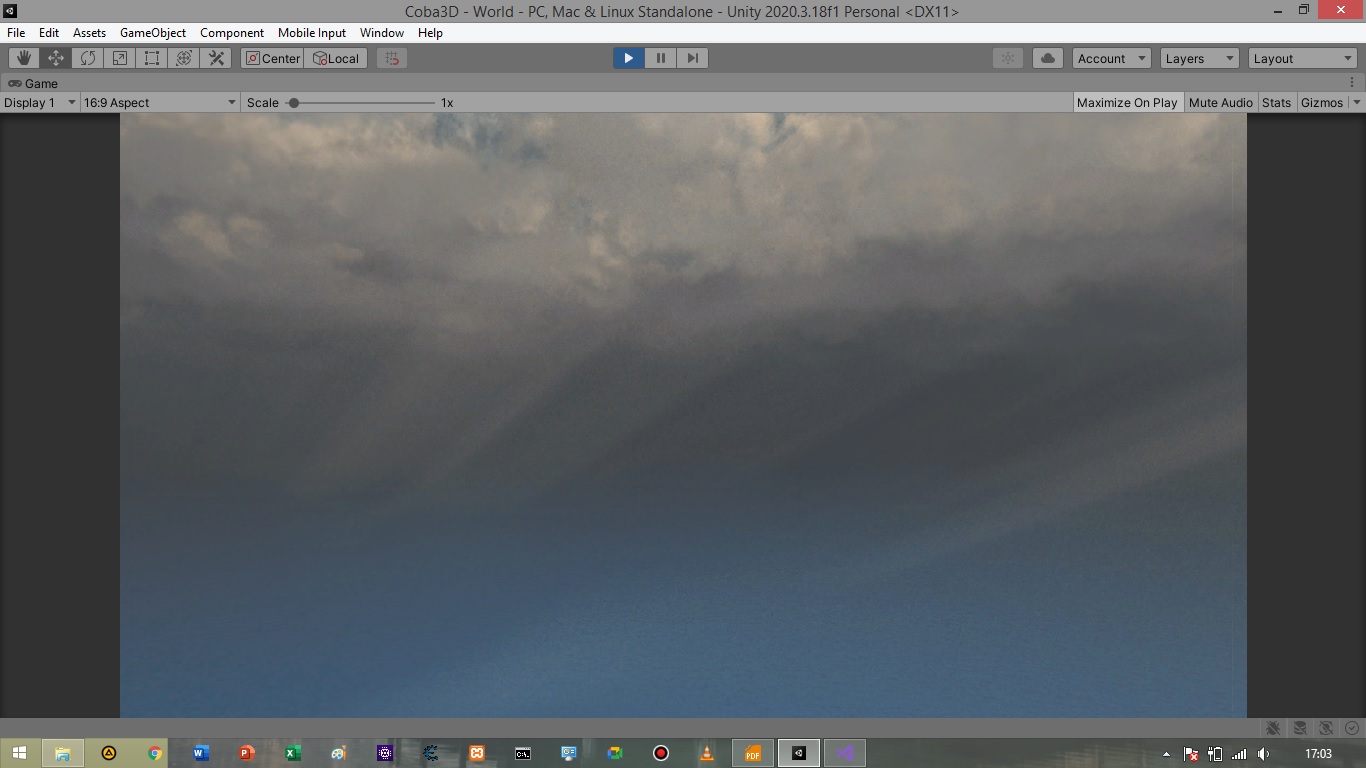 Coba3D - World - PC, Mac & Linux Standalone - Unity 2020.3.18f1 Personal <DX11>
File Edit Assets GameObject Component Mobile Input Window Help
Center Local Account Layers Layout
Game
Display 1 16:9 Aspect Scale 1x Maximize On Play Mute Audio Stats Gizmos
W P X C:\. PDF 17:03